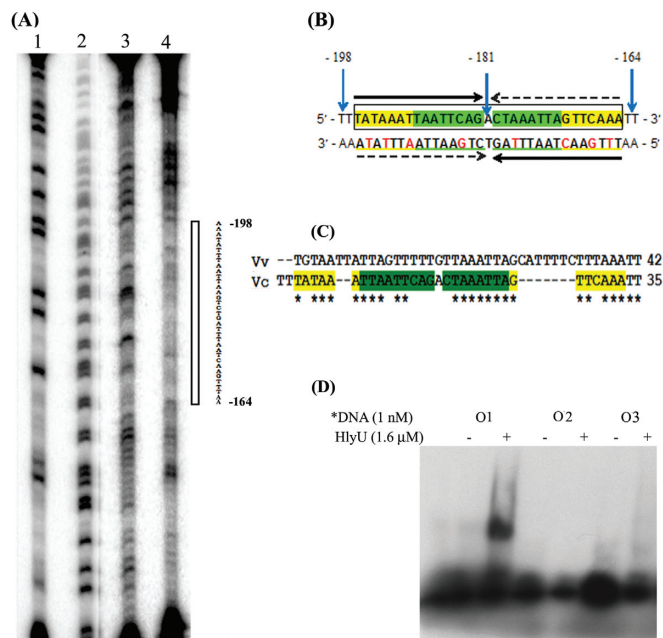 (A)
1 2 3 4
-198
AAATATTTAATTAAGTCTGATTTAATCAAGTTTAA
-164
(B)
-198 -181 -164
5' -TTTATAAATTAATTCAGACTAAATTAGTTCAAATT -3'
3' -AAATATTTAATTAAGTCTGATTTAATCAAGTTTAA -5'
(C)
Vv --TGTAATTATTAGTTTTTGTTAAATTAGCATTTTCTTTAAATT 42
Vc TTTATAA--ATTAATTCAGACTAAATTAG-------TTCAAATT 35
* *** **** ** ******** ** *****
(D)
*DNA (1 nM) O1 O2 O3
HlyU (1.6 µM) - + - + - +